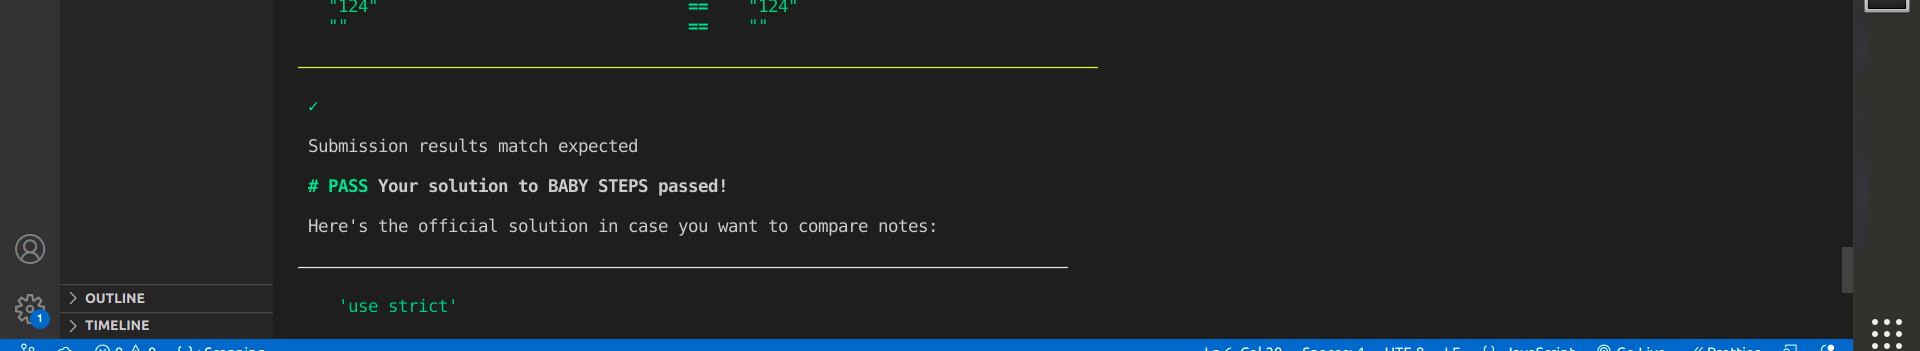 "124" == "124"
"" == ""
✓
Submission results match expected
# PASS Your solution to BABY STEPS passed!
Here's the official solution in case you want to compare notes:
'use strict'
1
OUTLINE
TIMELINE